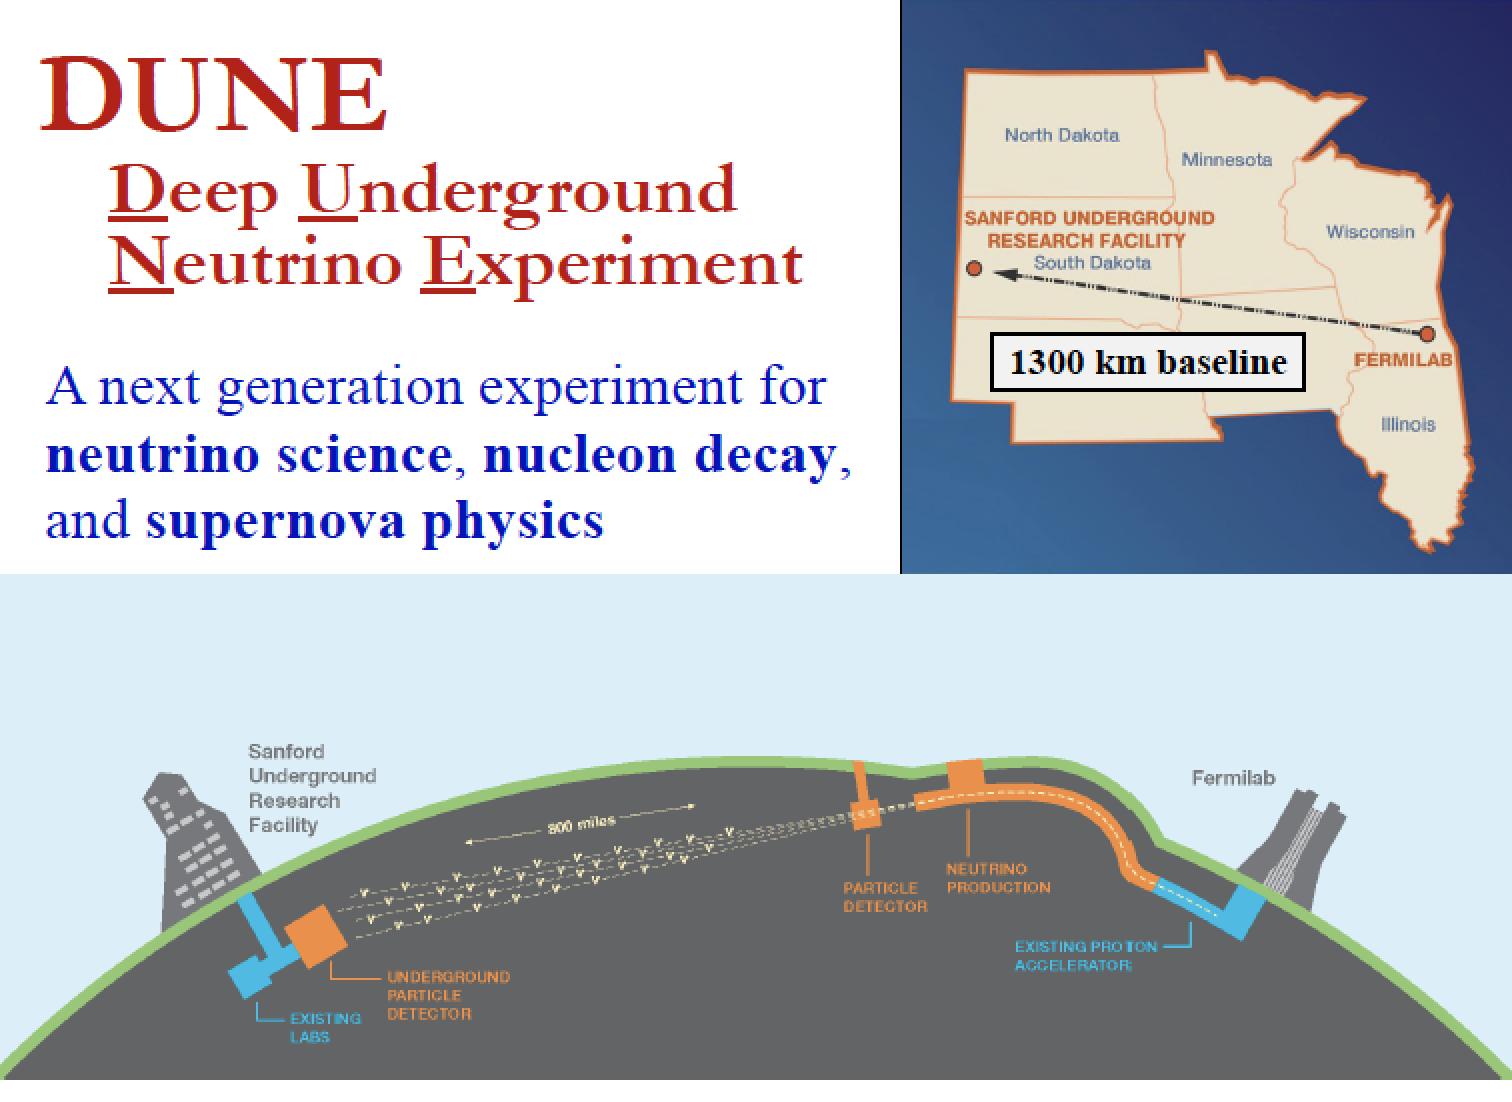 DUNE
Deep Underground
Neutrino Experiment
A next generation experiment for
neutrino science, nucleon decay,
and supernova physics
North Dakota
Minnesota
SANFORD UNDERGROUND
RESEARCH FACILITY
South Dakota
Wisconsin
1300 km baseline
FERMILAB
Illinois
Sanford
Underground
Research
Facility
Fermilab
800 miles
PARTICLE
DETECTOR
NEUTRINO
PRODUCTION
EXISTING PROTON
ACCELERATOR
UNDERGROUND
PARTICLE
DETECTOR
EXISTING
LABS